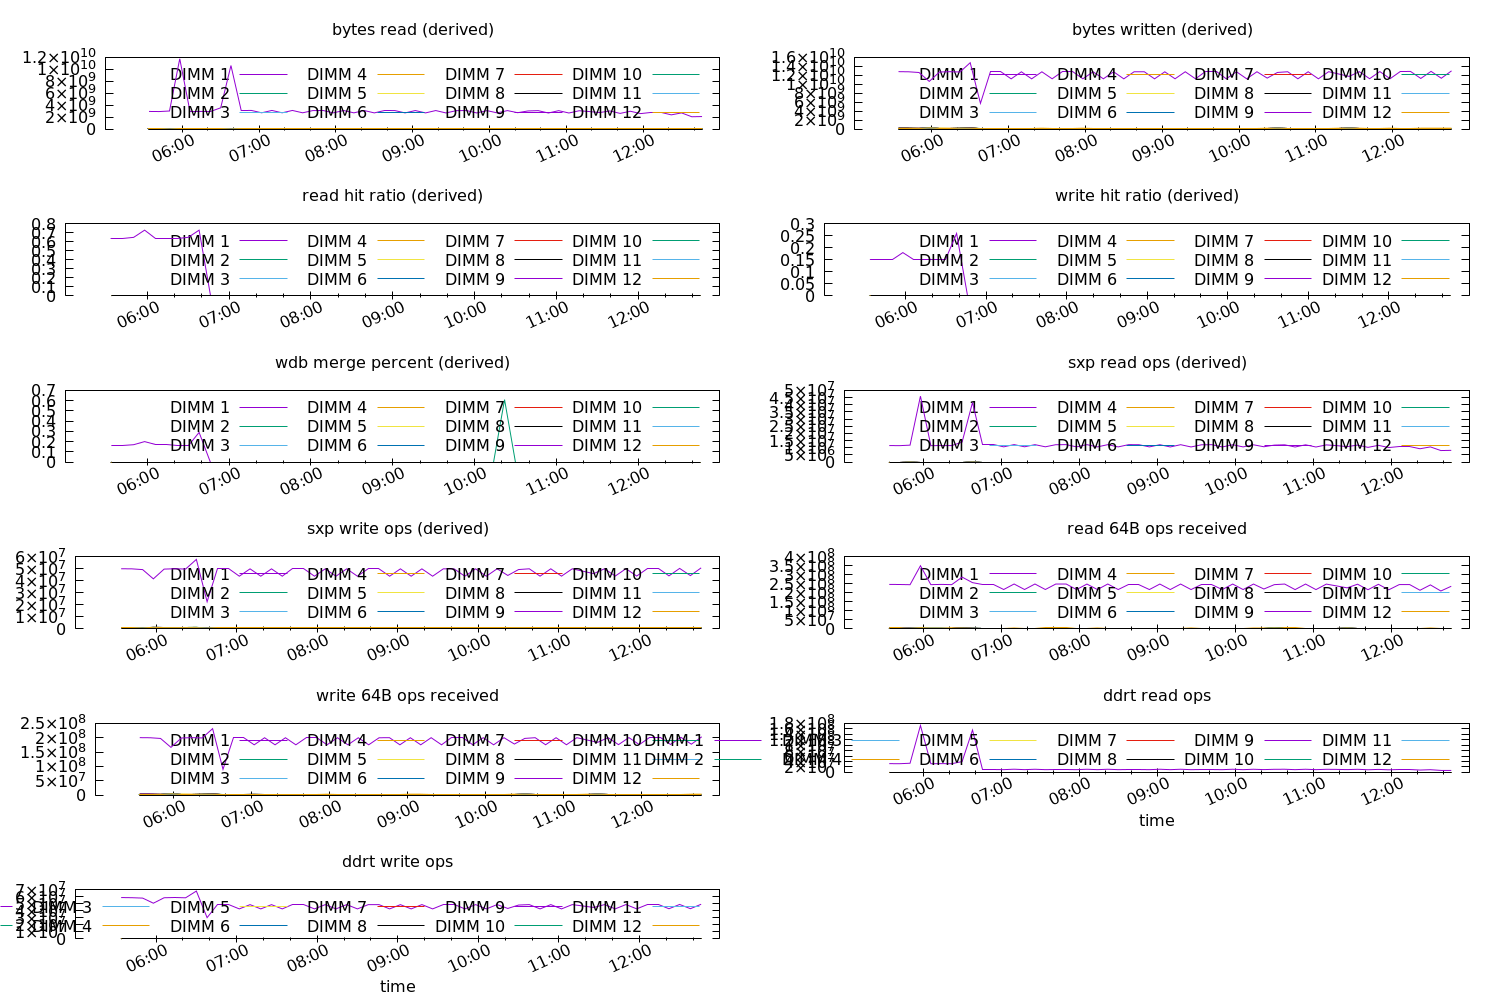 bytes read (derived)
1.2×10^10
1×10^10
8×10^9
6×10^9
4×10^9
2×10^9
0
DIMM 1 DIMM 4 DIMM 7 DIMM 10
DIMM 2 DIMM 5 DIMM 8 DIMM 11
DIMM 3 DIMM 6 DIMM 9 DIMM 12
06:00 07:00 08:00 09:00 10:00 11:00 12:00
bytes written (derived)
1.6×10^10
1.4×10^10
1.2×10^10
1×10^10
8×10^9
6×10^9
4×10^9
2×10^9
0
DIMM 1 DIMM 4 DIMM 7 DIMM 10
DIMM 2 DIMM 5 DIMM 8 DIMM 11
DIMM 3 DIMM 6 DIMM 9 DIMM 12
06:00 07:00 08:00 09:00 10:00 11:00 12:00
read hit ratio (derived)
0.8
0.7
0.6
0.5
0.4
0.3
0.2
0.1
0
DIMM 1 DIMM 4 DIMM 7 DIMM 10
DIMM 2 DIMM 5 DIMM 8 DIMM 11
DIMM 3 DIMM 6 DIMM 9 DIMM 12
06:00 07:00 08:00 09:00 10:00 11:00 12:00
write hit ratio (derived)
0.3
0.25
0.2
0.15
0.1
0.05
0
DIMM 1 DIMM 4 DIMM 7 DIMM 10
DIMM 2 DIMM 5 DIMM 8 DIMM 11
DIMM 3 DIMM 6 DIMM 9 DIMM 12
06:00 07:00 08:00 09:00 10:00 11:00 12:00
wdb merge percent (derived)
0.7
0.6
0.5
0.4
0.3
0.2
0.1
0
DIMM 1 DIMM 4 DIMM 7 DIMM 10
DIMM 2 DIMM 5 DIMM 8 DIMM 11
DIMM 3 DIMM 6 DIMM 9 DIMM 12
06:00 07:00 08:00 09:00 10:00 11:00 12:00
sxp read ops (derived)
5×10^7
4.5×10^7
4×10^7
3.5×10^7
3×10^7
2.5×10^7
2×10^7
1.5×10^7
1×10^7
5×10^6
0
DIMM 1 DIMM 4 DIMM 7 DIMM 10
DIMM 2 DIMM 5 DIMM 8 DIMM 11
DIMM 3 DIMM 6 DIMM 9 DIMM 12
06:00 07:00 08:00 09:00 10:00 11:00 12:00
sxp write ops (derived)
6×10^7
5×10^7
4×10^7
3×10^7
2×10^7
1×10^7
0
DIMM 1 DIMM 4 DIMM 7 DIMM 10
DIMM 2 DIMM 5 DIMM 8 DIMM 11
DIMM 3 DIMM 6 DIMM 9 DIMM 12
06:00 07:00 08:00 09:00 10:00 11:00 12:00
read 64B ops received
4×10^8
3.5×10^8
3×10^8
2.5×10^8
2×10^8
1.5×10^8
1×10^8
5×10^7
0
DIMM 1 DIMM 4 DIMM 7 DIMM 10
DIMM 2 DIMM 5 DIMM 8 DIMM 11
DIMM 3 DIMM 6 DIMM 9 DIMM 12
06:00 07:00 08:00 09:00 10:00 11:00 12:00
write 64B ops received
2.5×10^8
2×10^8
1.5×10^8
1×10^8
5×10^7
0
DIMM 1 DIMM 4 DIMM 7 DIMM 10
DIMM 2 DIMM 5 DIMM 8 DIMM 11
DIMM 3 DIMM 6 DIMM 9 DIMM 12
06:00 07:00 08:00 09:00 10:00 11:00 12:00
ddrt read ops
1.8×10^8
0
DIMM 1 DIMM 3 DIMM 5 DIMM 7 DIMM 9 DIMM 11
DIMM 2 DIMM 4 DIMM 6 DIMM 8 DIMM 10 DIMM 12
06:00 07:00 08:00 09:00 10:00 11:00 12:00
time
ddrt write ops
7×10^7
6×10^7
1×10^7
0
DIMM 3 DIMM 5 DIMM 7 DIMM 9 DIMM 11
DIMM 4 DIMM 6 DIMM 8 DIMM 10 DIMM 12
06:00 07:00 08:00 09:00 10:00 11:00 12:00
time